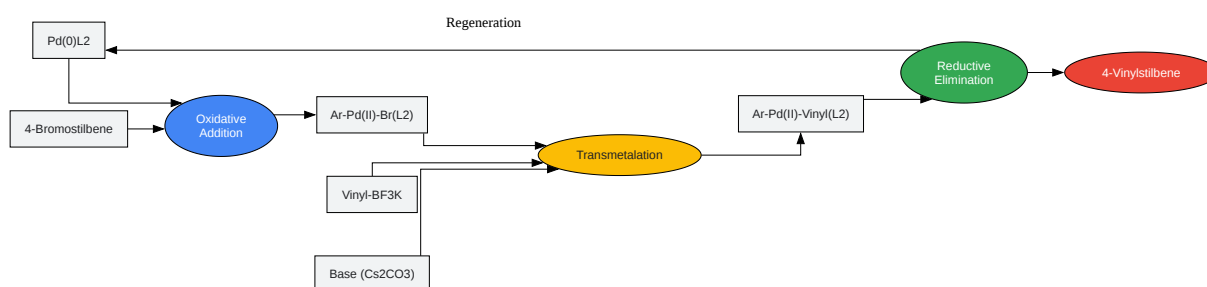 Regeneration
Pd(0)L2
Reductive
Elimination
4-Vinylstilbene
4-Bromostilbene
Oxidative
Addition
Ar-Pd(II)-Br(L2)
Ar-Pd(II)-Vinyl(L2)
Transmetalation
Vinyl-BF3K
Base (Cs2CO3)